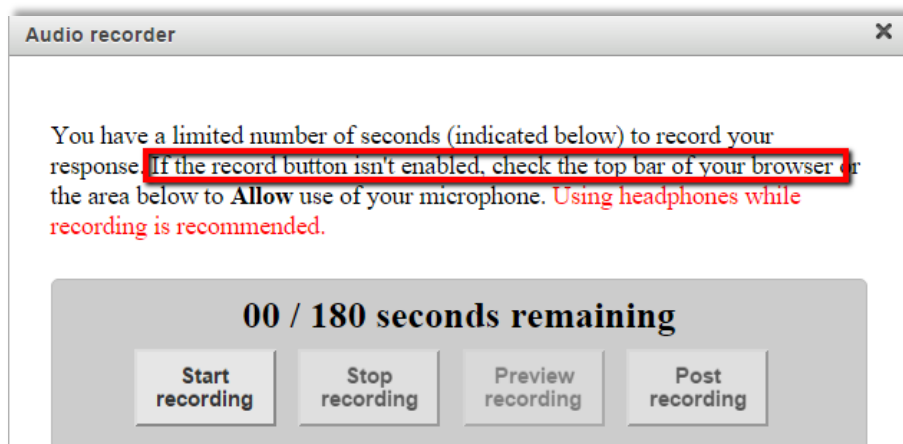 Audio recorder
You have a limited number of seconds (indicated below) to record your
response. If the record button isn't enabled, check the top bar of your browser or
the area below to Allow use of your microphone. Using headphones while
recording is recommended.
00 / 180 seconds remaining
Start recording
Stop recording
Preview recording
Post recording